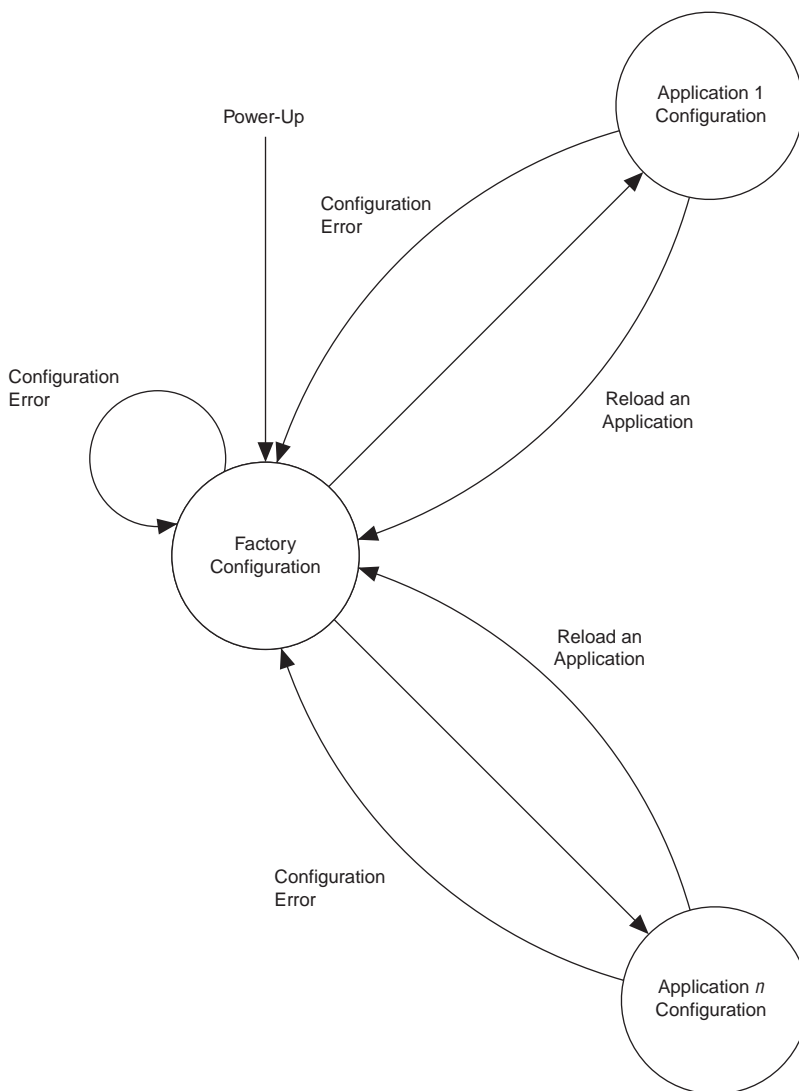 Application 1
Configuration
Power-Up
Configuration
Error
Configuration
Error
Reload an
Application
Factory
Configuration
Reload an
Application
Configuration
Error
Application n
Configuration